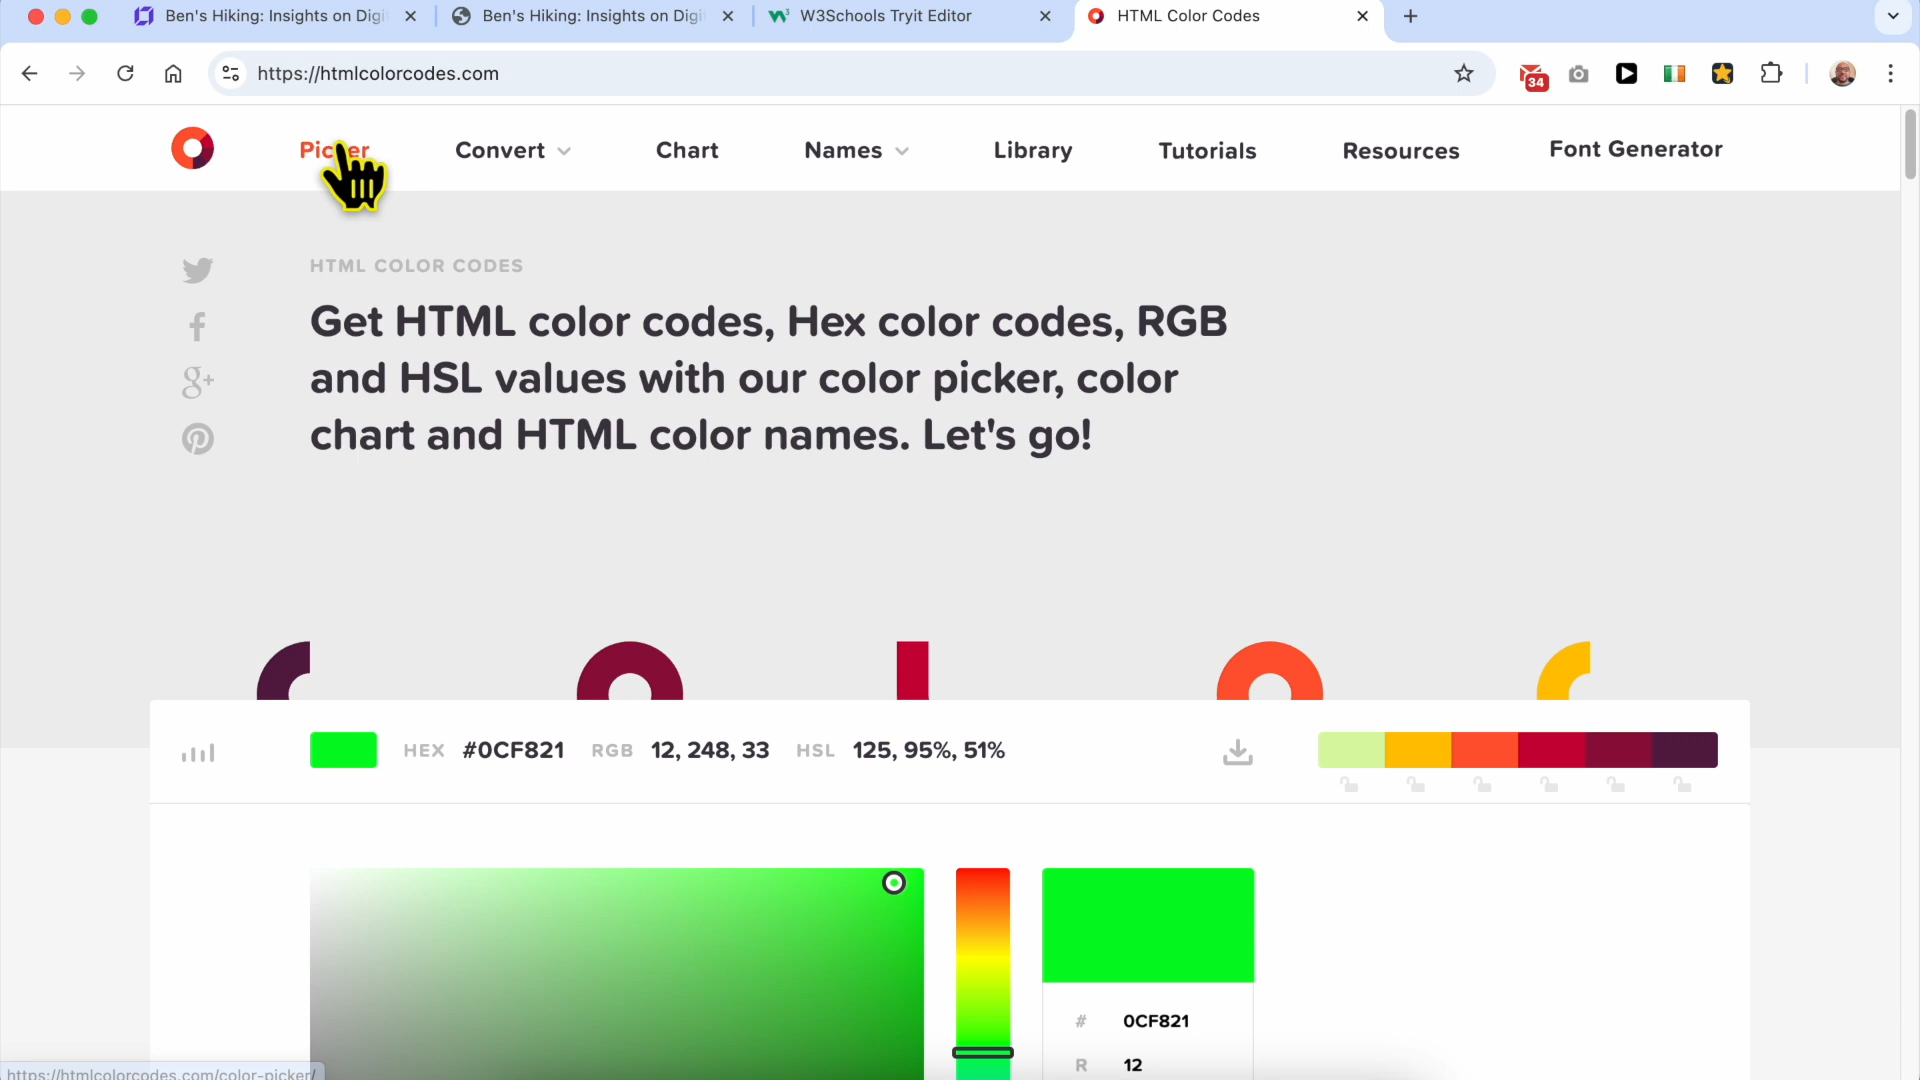 Ben's Hiking: Insights on Digi
Ben's Hiking: Insights on Digi
W3Schools Tryit Editor
HTML Color Codes
https://htmlcolorcodes.com
34
Picker
Convert
Chart
Names
Library
Tutorials
Resources
Font Generator
HTML COLOR CODES
Get HTML color codes, Hex color codes, RGB
and HSL values with our color picker, color
chart and HTML color names. Let's go!
HEX #0CF821 RGB 12, 248, 33 HSL 125, 95%, 51%
# 0CF821
R 12
https://htmlcolorcodes.com/color-picker/